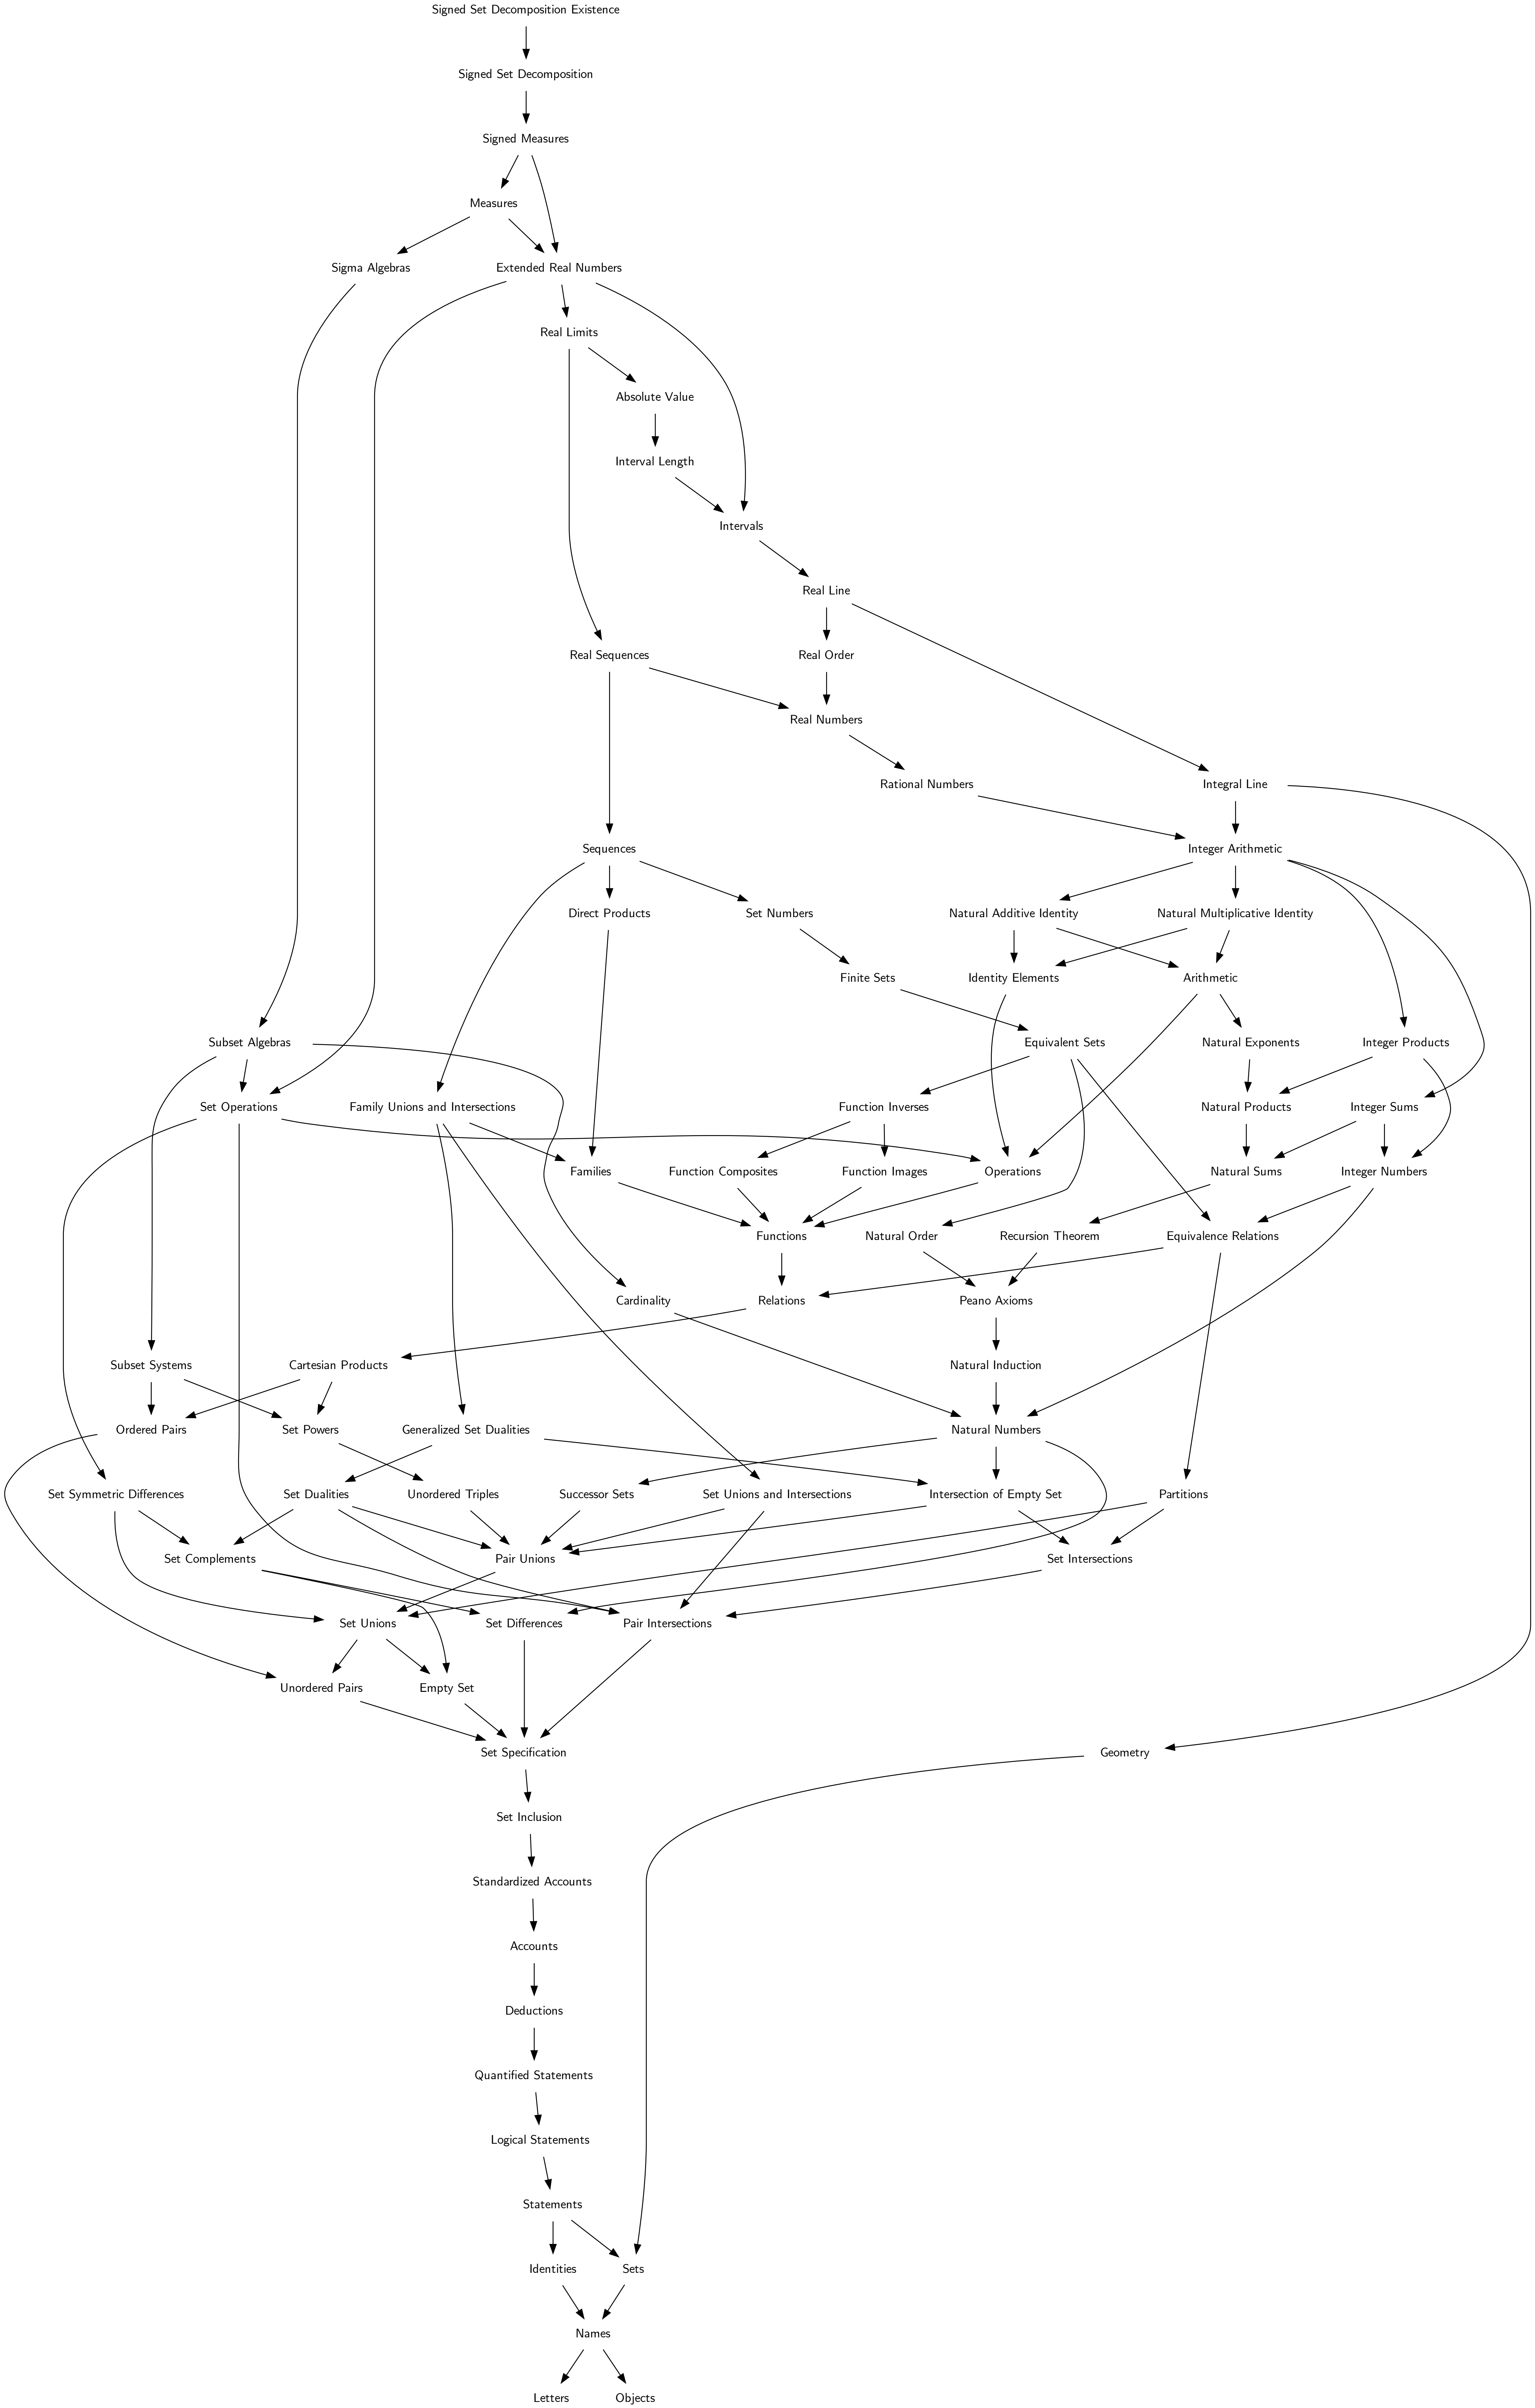 Signed Set Decomposition Existence
Signed Set Decomposition
Signed Measures
Measures
Sigma Algebras
Extended Real Numbers
Real Limits
Absolute Value
Interval Length
Intervals
Real Line
Real Sequences
Real Order
Real Numbers
Rational Numbers
Integral Line
Sequences
Integer Arithmetic
Direct Products
Set Numbers
Natural Additive Identity
Natural Multiplicative Identity
Finite Sets
Identity Elements
Arithmetic
Subset Algebras
Equivalent Sets
Natural Exponents
Integer Products
Set Operations
Family Unions and Intersections
Function Inverses
Natural Products
Integer Sums
Families
Function Composites
Function Images
Operations
Natural Sums
Integer Numbers
Functions
Natural Order
Recursion Theorem
Equivalence Relations
Cardinality
Relations
Peano Axioms
Subset Systems
Cartesian Products
Natural Induction
Ordered Pairs
Set Powers
Generalized Set Dualities
Natural Numbers
Set Symmetric Differences
Set Dualities
Unordered Triples
Successor Sets
Set Unions and Intersections
Intersection of Empty Set
Partitions
Set Complements
Pair Unions
Set Intersections
Set Unions
Set Differences
Pair Intersections
Unordered Pairs
Empty Set
Set Specification
Geometry
Set Inclusion
Standardized Accounts
Accounts
Deductions
Quantified Statements
Logical Statements
Statements
Identities
Sets
Names
Letters
Objects